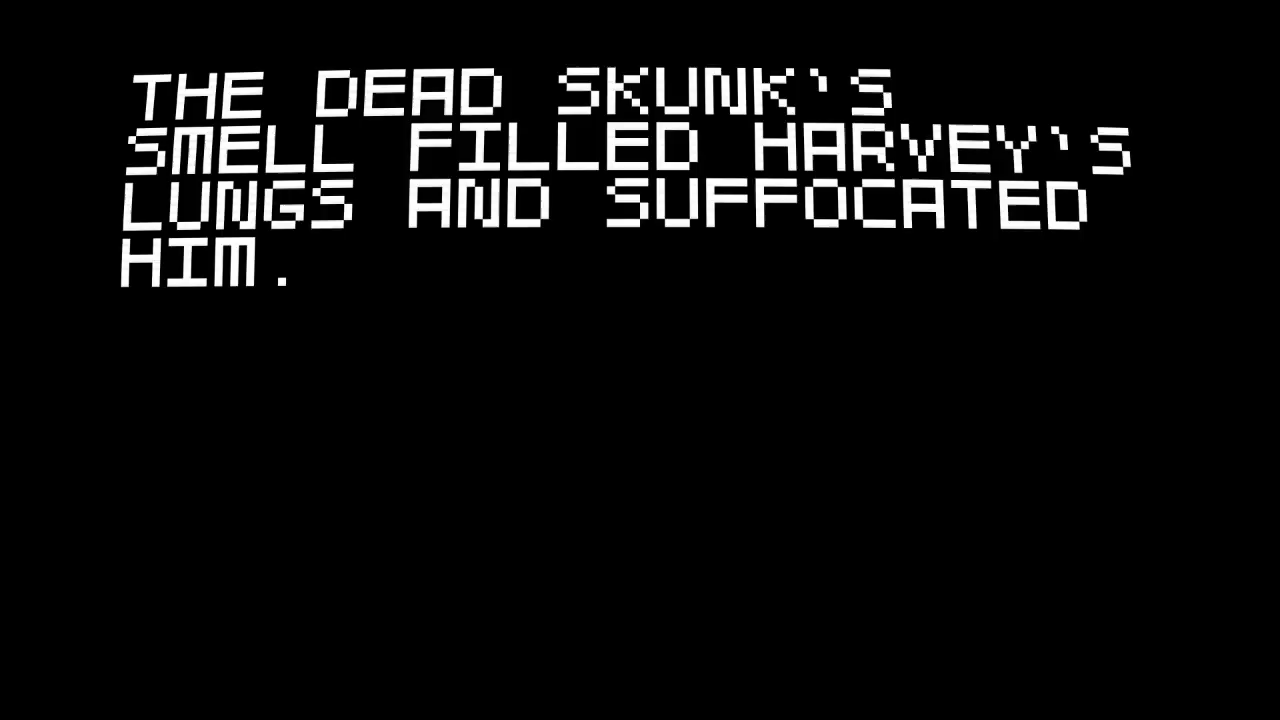 THE DEAD SKUNK'S
SMELL FILLED HARVEY'S
LUNGS AND SUFFOCATED
HIM.